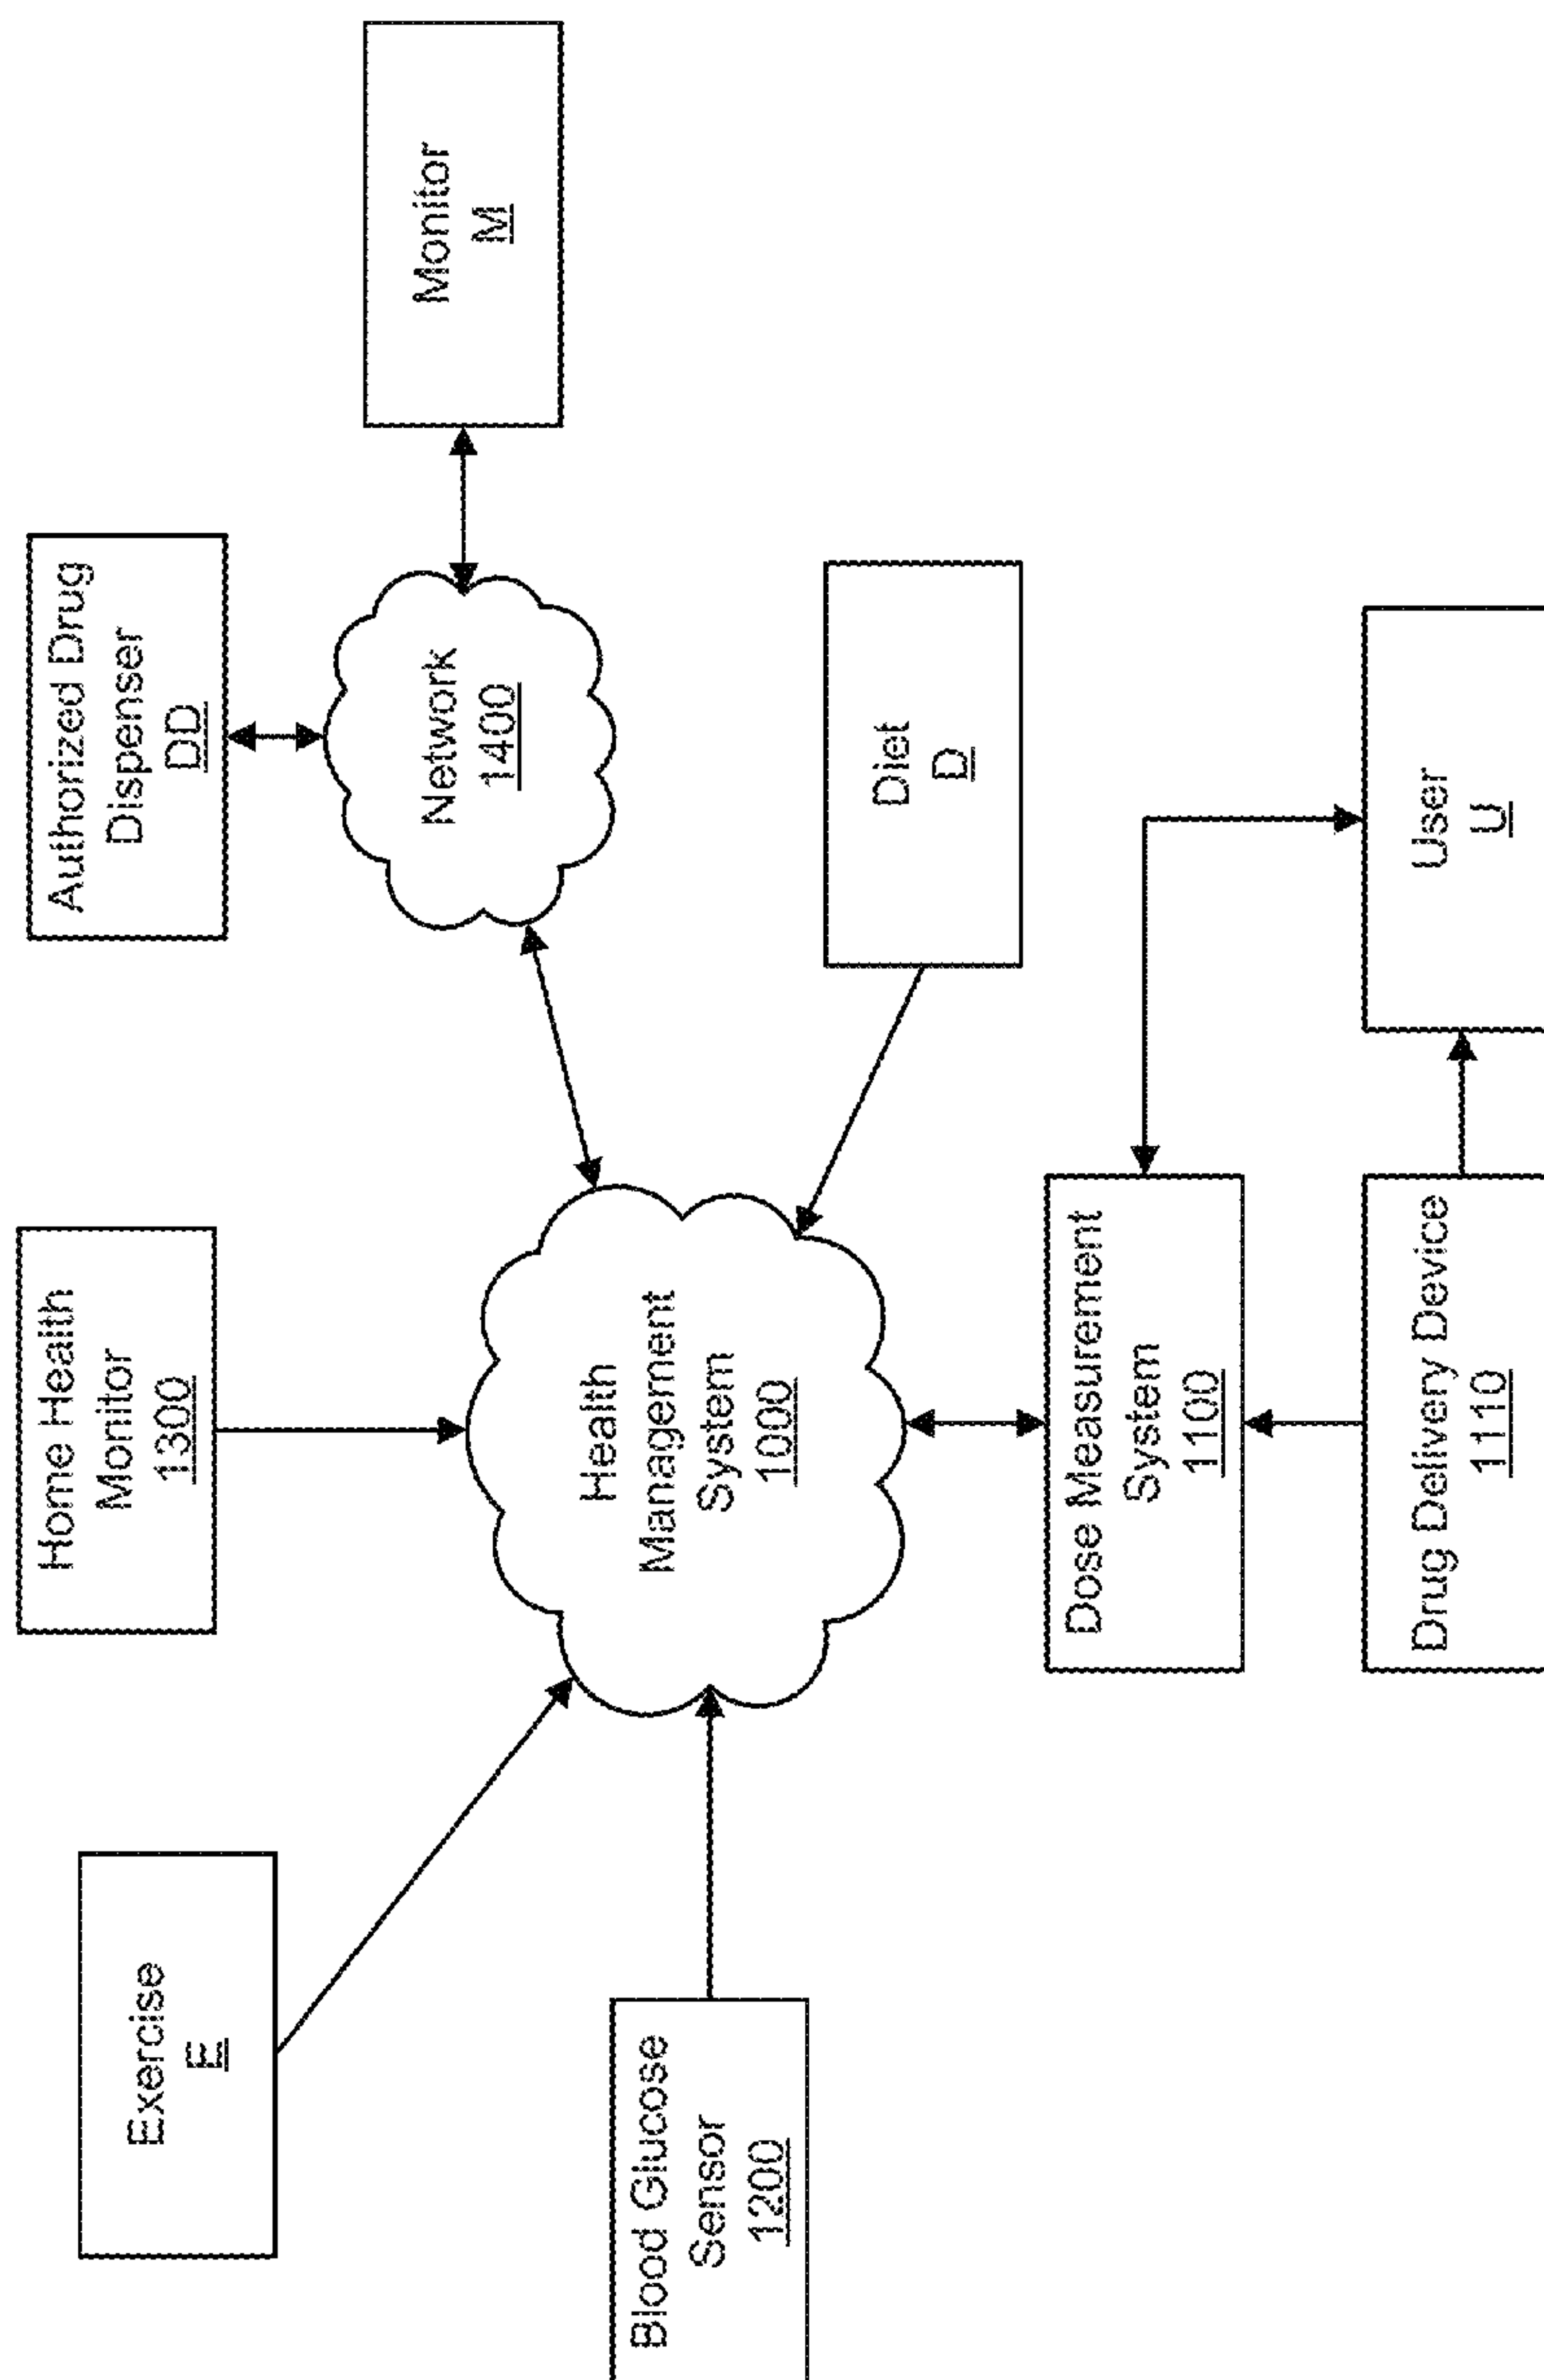 Exercise
E
Home Health
Monitor
1300
Authorized Drug
Dispenser
DD
Blood Glucose
Sensor
1200
Health
Management
System
1000
Network
1400
Monitor
M
Diet
D
Dose Measurement
System
1100
Drug Delivery Device
1110
User
U